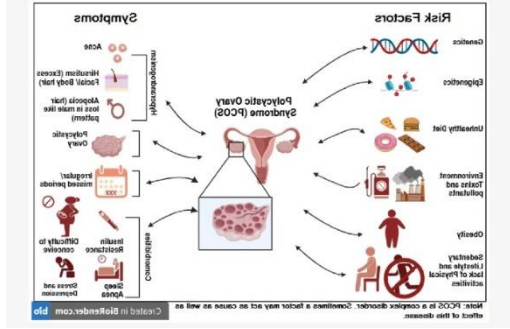 Symptoms
Risk Factors
Acne
Hirsutism (Excess
Facial/ Body hair)
Alopecia (hair
loss in male like
pattern)
Hyperandrogenism
Polycystic
Ovary
Irregular/
missed periods
Difficulty to
conceive
Insulin
Resistance
Stress and
Depression
Sleep
Apnea
Comorbidities
Polycystic Ovary
Syndrome (PCOS)
Genetics
Epigenetics
Unhealthy Diet
Environment
Toxins and
pollutants
Obesity
Sedentary
Lifestyle and
lack of Physical
activities
Note: PCOS is a complex disorder. Sometimes a factor may act as cause as well as
effect of this disease.
Created in BioRender.com bio